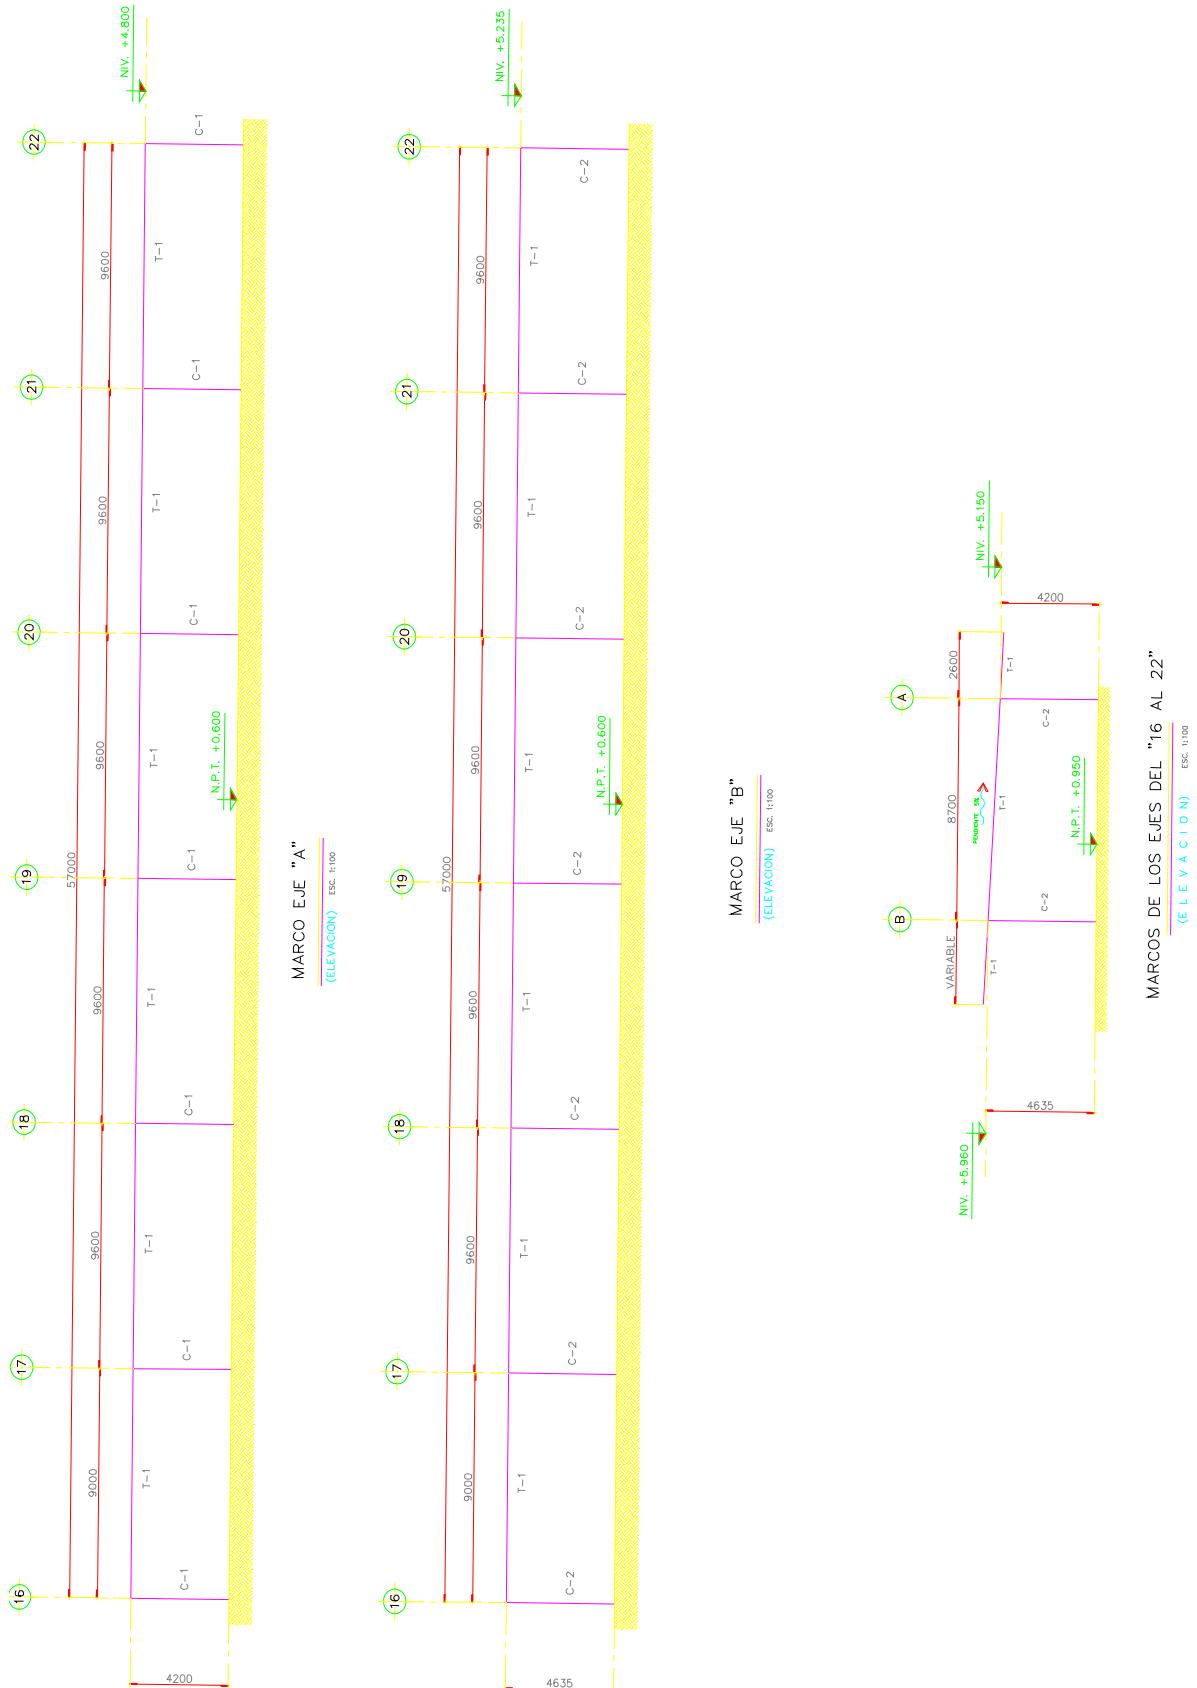 NIV. +4.800
22
21
20
19
18
17
16
57000
9600
9600
9600
9600
9600
9000
T-1
T-1
T-1
T-1
T-1
T-1
C-1
C-1
C-1
C-1
C-1
C-1
C-1
N.P.T. +0.600
4200
MARCO EJE "A"
(ELEVACION)
ESC. 1:100
NIV. +5.235
22
21
20
19
18
17
16
57000
9600
9600
9600
9600
9600
9000
T-1
T-1
T-1
T-1
T-1
T-1
C-2
C-2
C-2
C-2
C-2
C-2
C-2
N.P.T. +0.600
4635
MARCO EJE "B"
(ELEVACION)
ESC. 1:100
NIV. +5.150
4200
A
B
2600
8700
VARIABLE
T-1
T-1
T-1
PENDIENTE 5%
C-2
C-2
N.P.T. +0.950
4635
NIV. +5.960
MARCOS DE LOS EJES DEL "16 AL 22"
(E L E V A C I O N)
ESC. 1:100